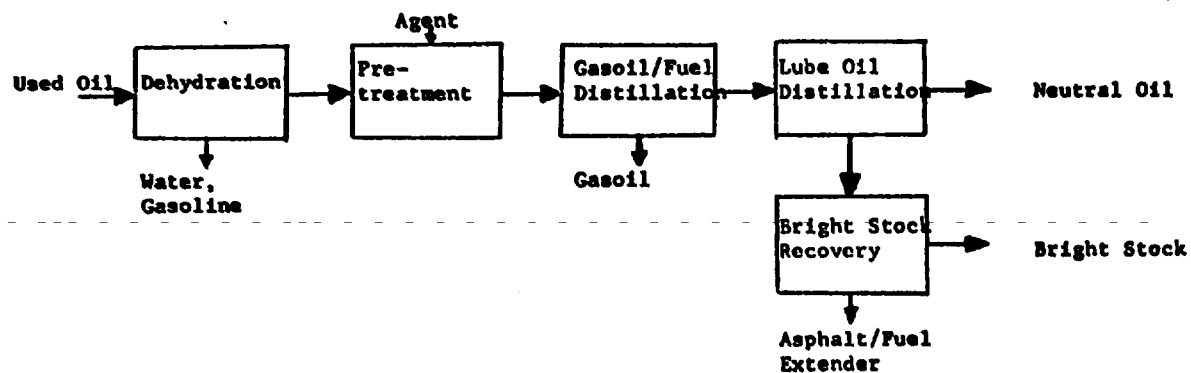 Agent
Used Oil
Dehydration
Pre-
treatment
Gasoil/Fuel
Distillation
Lube Oil
Distillation
Neutral Oil
Water,
Gasoline
Gasoil
Bright Stock
Recovery
Bright Stock
Asphalt/Fuel
Extender